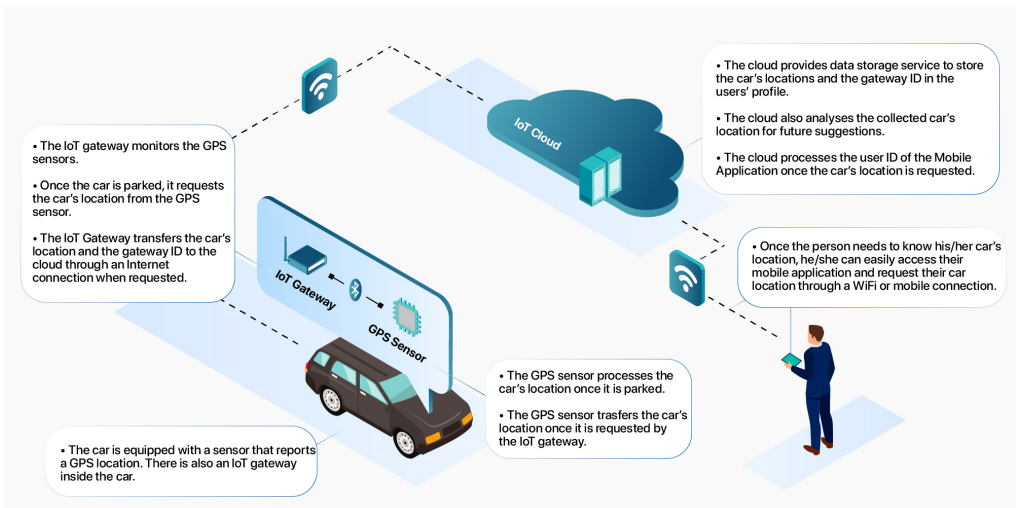 • The IoT gateway monitors the GPS
sensors.
• Once the car is parked, it requests
the car's location from the GPS
sensor.
• The IoT Gateway transfers the car's
location and the gateway ID to the
cloud through an Internet
connection when requested.
IoT Cloud
• The cloud provides data storage service to store
the car's locations and the gateway ID in the
users' profile.
• The cloud also analyses the collected car's
location for future suggestions.
• The cloud processes the user ID of the Mobile
Application once the car's location is requested.
• Once the person needs to know his/her car's
location, he/she can easily access their
mobile application and request their car
location through a WiFi or mobile connection.
IoT Gateway
GPS Sensor
• The GPS sensor processes the
car's location once it is parked.
• The GPS sensor trasfers the car's
location once it is requested by
the IoT gateway.
• The car is equipped with a sensor that reports
a GPS location. There is also an IoT gateway
inside the car.